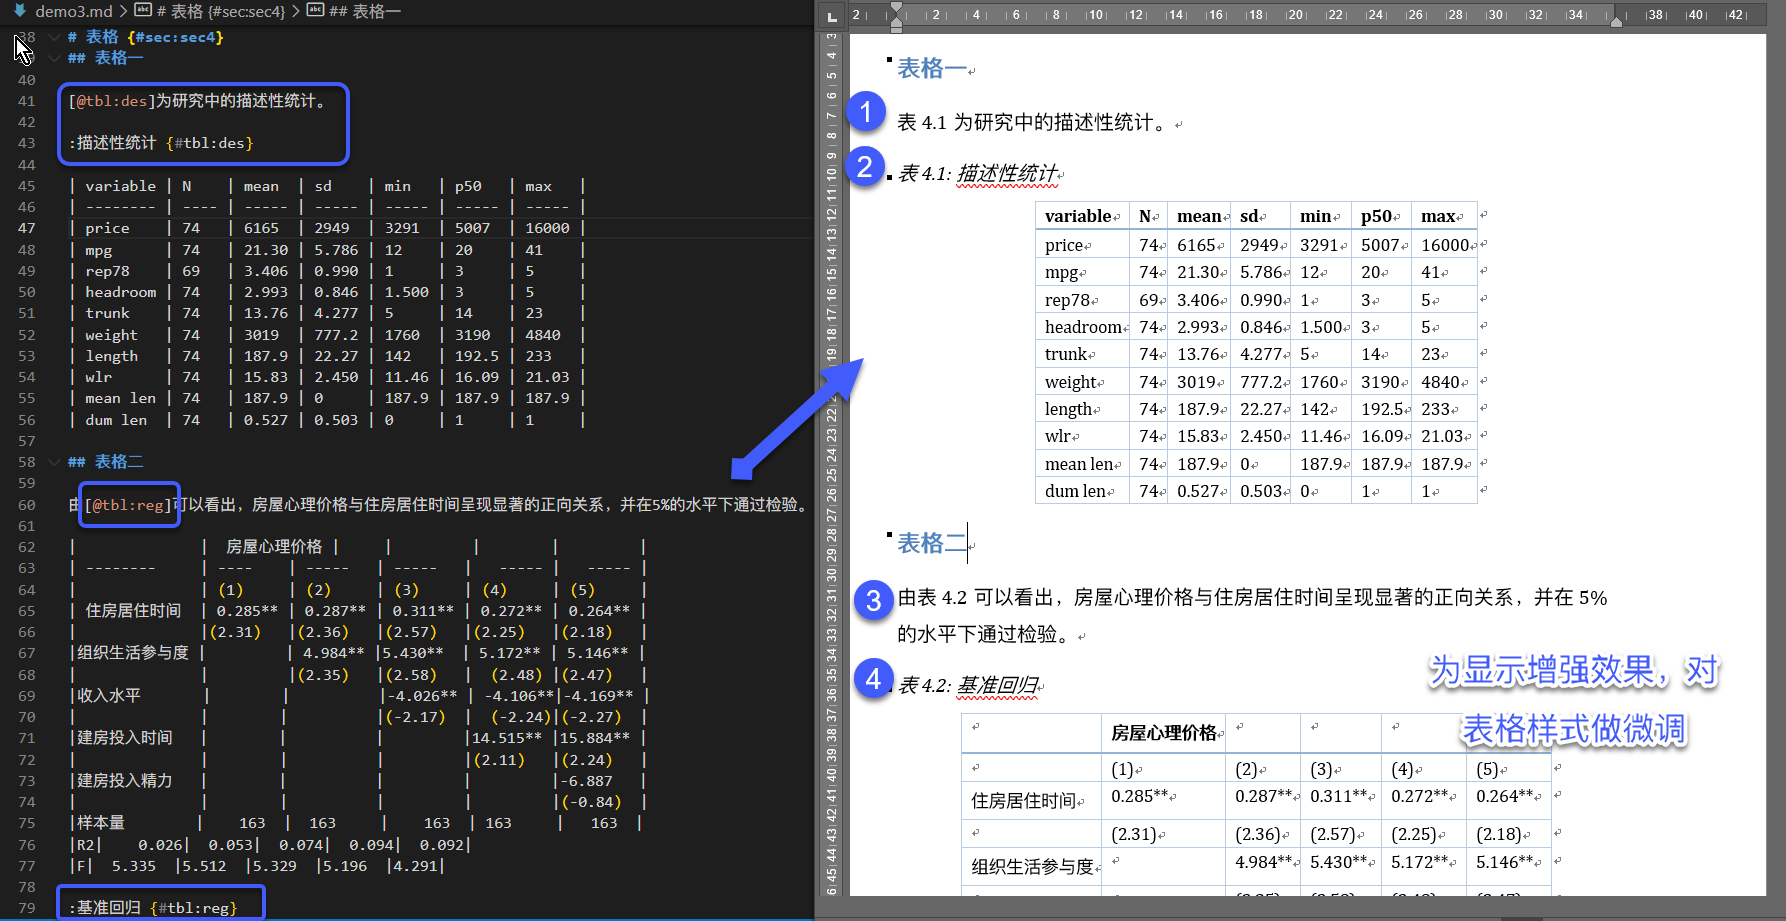 demo3.md > # 表格 {#sec:sec4} > ## 表格一
38 # 表格 {#sec:sec4}
## 表格一
40
41 [@tbl:des]为研究中的描述性统计。
42
43 :描述性统计 {#tbl:des}
44
45 | variable | N | mean | sd | min | p50 | max |
46 | -------- | ---- | ----- | ----- | ----- | ----- | ----- |
47 | price | 74 | 6165 | 2949 | 3291 | 5007 | 16000 |
48 | mpg | 74 | 21.30 | 5.786 | 12 | 20 | 41 |
49 | rep78 | 69 | 3.406 | 0.990 | 1 | 3 | 5 |
50 | headroom | 74 | 2.993 | 0.846 | 1.500 | 3 | 5 |
51 | trunk | 74 | 13.76 | 4.277 | 5 | 14 | 23 |
52 | weight | 74 | 3019 | 777.2 | 1760 | 3190 | 4840 |
53 | length | 74 | 187.9 | 22.27 | 142 | 192.5 | 233 |
54 | wlr | 74 | 15.83 | 2.450 | 11.46 | 16.09 | 21.03 |
55 | mean len | 74 | 187.9 | 0 | 187.9 | 187.9 | 187.9 |
56 | dum len | 74 | 0.527 | 0.503 | 0 | 1 | 1 |
57
58 ## 表格二
59
60 由[@tbl:reg]可以看出，房屋心理价格与住房居住时间呈现显著的正向关系，并在5%的水平下通过检验。
61
62 | | 房屋心理价格 | | | | |
63 | -------- | ---- | ----- | ----- | ----- | ----- |
64 | | (1) | (2) | (3) | (4) | (5) |
65 | 住房居住时间 | 0.285** | 0.287** | 0.311** | 0.272** | 0.264** |
66 | |(2.31) |(2.36) |(2.57) |(2.25) |(2.18) |
67 |组织生活参与度 | | 4.984** |5.430** | 5.172** | 5.146** |
68 | | |(2.35) |(2.58) | (2.48) |(2.47) |
69 |收入水平 | | |-4.026** | -4.106**|-4.169** |
70 | | | |(-2.17) | (-2.24)|(-2.27) |
71 |建房投入时间 | | | |14.515** |15.884** |
72 | | | | |(2.11) |(2.24) |
73 |建房投入精力 | | | | |-6.887 |
74 | | | | | |(-0.84) |
75 |样本量 | 163 | 163 | 163 | 163 | 163 |
76 |R2| 0.026| 0.053| 0.074| 0.094| 0.092|
77 |F| 5.335 |5.512 |5.329 |5.196 |4.291|
78
79 :基准回归 {#tbl:reg}
2 2 4 6 8 10 12 14 16 18 20 22 24 26 28 30 32 34 38 40 42
表格一
1
表 4.1 为研究中的描述性统计。
2
表 4.1: 描述性统计
variable N mean sd min p50 max
price 74 6165 2949 3291 5007 16000
mpg 74 21.30 5.786 12 20 41
rep78 69 3.406 0.990 1 3 5
headroom 74 2.993 0.846 1.500 3 5
trunk 74 13.76 4.277 5 14 23
weight 74 3019 777.2 1760 3190 4840
length 74 187.9 22.27 142 192.5 233
wlr 74 15.83 2.450 11.46 16.09 21.03
mean len 74 187.9 0 187.9 187.9 187.9
dum len 74 0.527 0.503 0 1 1
表格二
3
由表 4.2 可以看出，房屋心理价格与住房居住时间呈现显著的正向关系，并在 5%
的水平下通过检验。
4
表 4.2: 基准回归
为显示增强效果，对
表格样式做微调
房屋心理价格
(1) (2) (3) (4) (5)
住房居住时间 0.285** 0.287** 0.311** 0.272** 0.264**
(2.31) (2.36) (2.57) (2.25) (2.18)
组织生活参与度 4.984** 5.430** 5.172** 5.146**